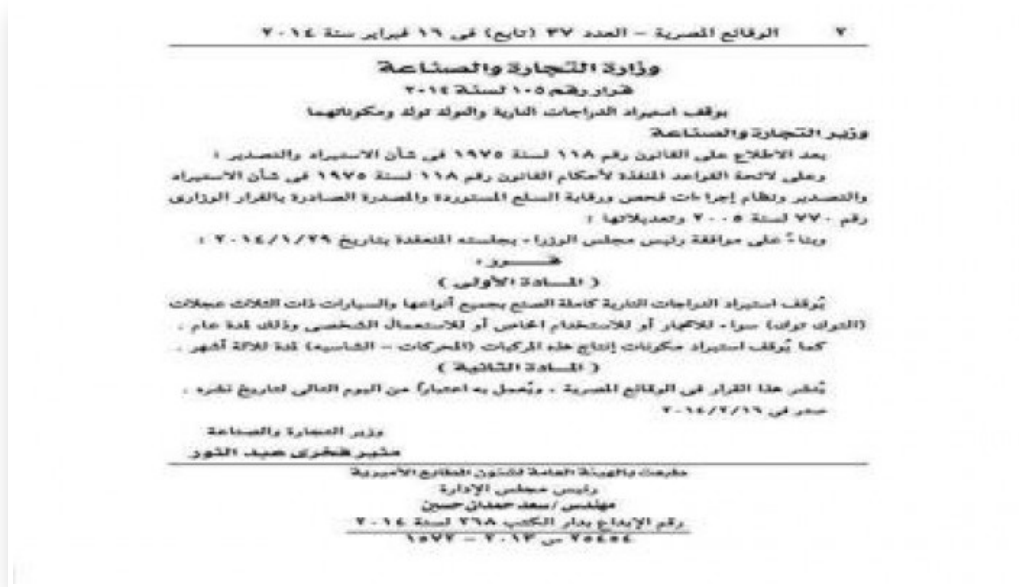 ٢ الوقائع المصرية – العدد ٣٧ (تابع) فى ١٦ فبراير سنة ٢٠١٤
وزارة التجارة والصناعة
قرار رقم ١٠٥ لسنة ٢٠١٤
بوقف استيراد الدراجات النارية والتوك توك ومكوناتهما
وزير التجارة والصناعة
بعد الاطلاع على القانون رقم ١١٨ لسنة ١٩٧٥ فى شأن الاستيراد والتصدير ؛
وعلى لائحة القواعد المنفذة لأحكام القانون رقم ١١٨ لسنة ١٩٧٥ فى شأن الاستيراد
والتصدير ونظام إجراءات فحص ورقابة السلع المستوردة والمصدرة الصادرة بالقرار الوزارى
رقم ٧٧٠ لسنة ٢٠٠٥ وتعديلاتها ؛
وبناءً على موافقة رئيس مجلس الوزراء بجلسته المنعقدة بتاريخ ٢٠١٤/١/٢٩ ؛
قـــرر :
( المـادة الأولى )
يُوقف استيراد الدراجات النارية كاملة الصنع بجميع أنواعها والسيارات ذات الثلاث عجلات
(التوك توك) سواء للاتجار أو للاستخدام الخاص أو للاستعمال الشخصى وذلك لمدة عام .
كما يُوقف استيراد مكونات إنتاج هذه المركبات (المحركات – الشاسيه) لمدة ثلاثة أشهر .
( المـادة الثانية )
يُنشر هذا القرار فى الوقائع المصرية ، ويُعمل به اعتباراً من اليوم التالى لتاريخ نشره .
صدر فى ٢٠١٤/٢/١٦
وزير التجارة والصناعة
منير فخرى عبد النور
طبعت بالهيئة العامة لشئون المطابع الأميرية
رئيس مجلس الإدارة
مهندس / سعد حمدان حسين
رقم الإيداع بدار الكتب ٢٦٨ لسنة ٢٠١٤
٢٥٤٥٤ س ٢٠١٣ – ١٥٧٢